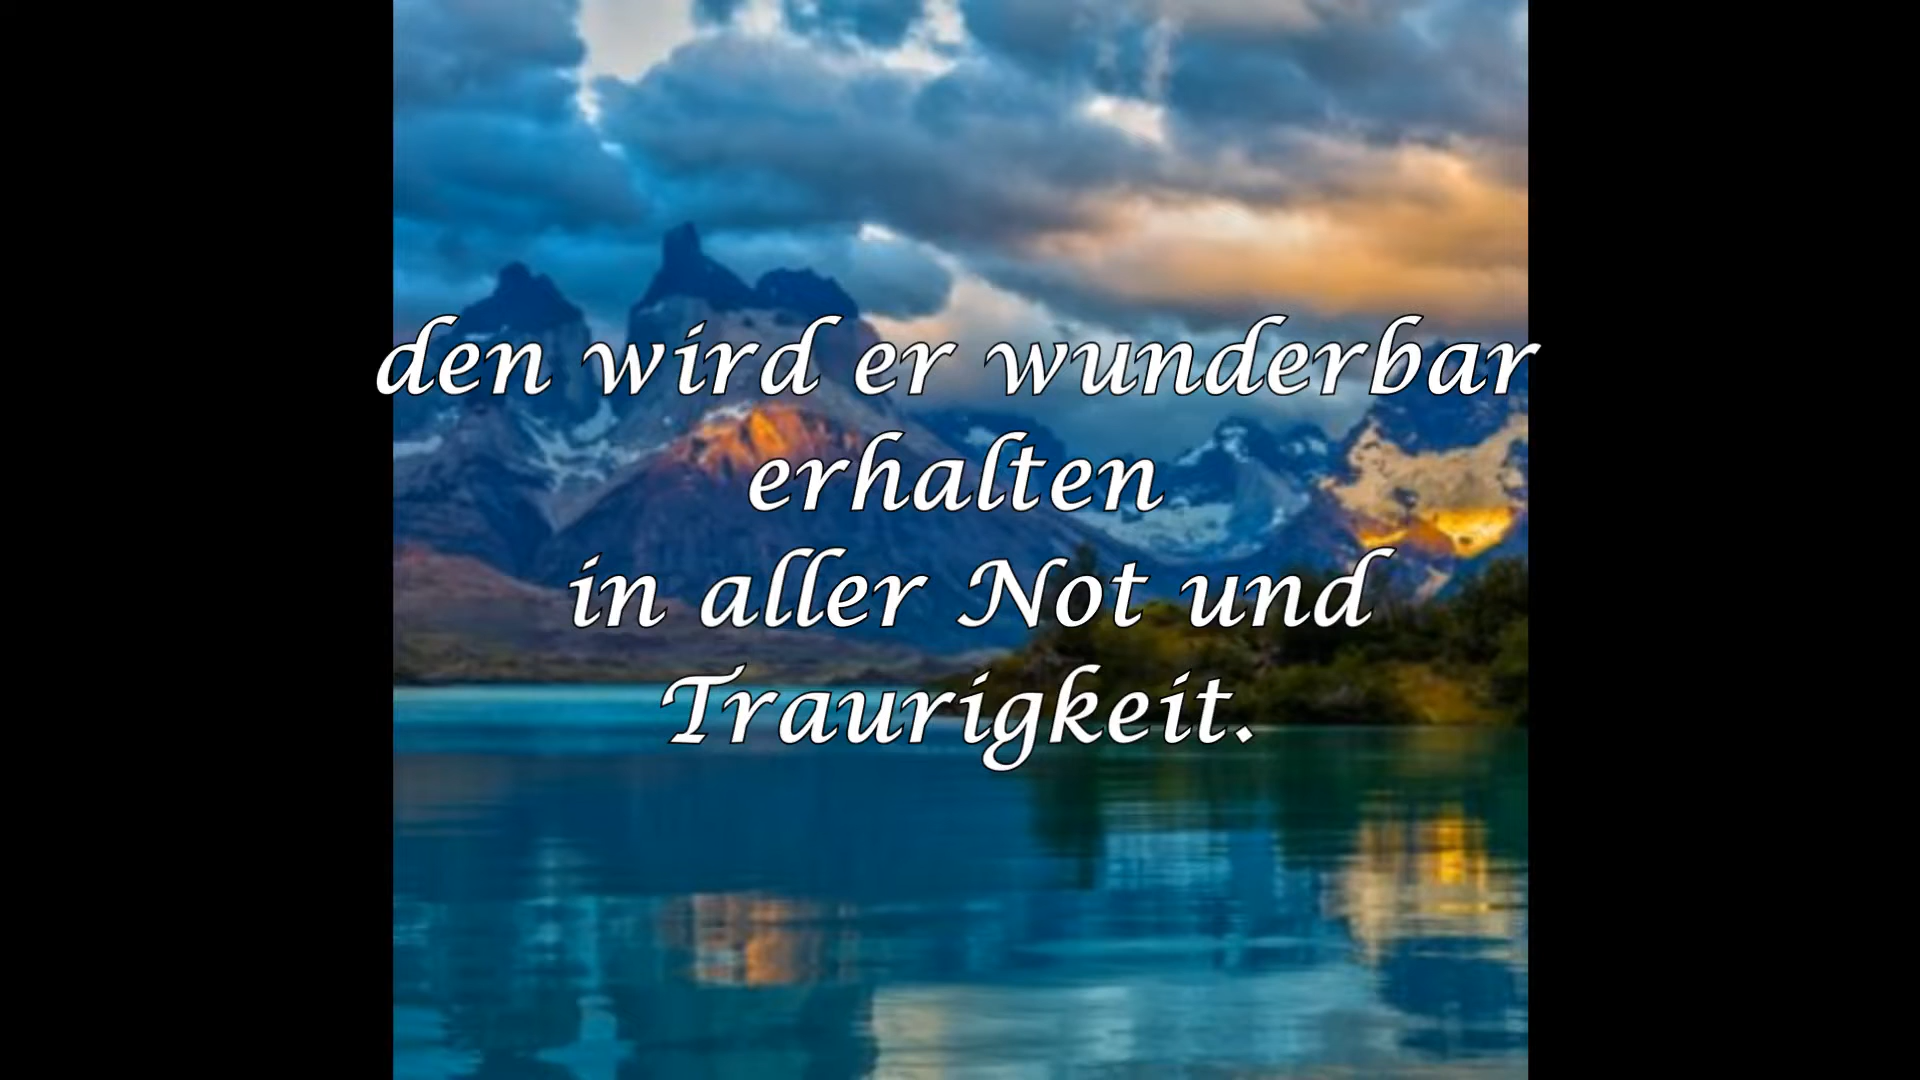 den wird er wunderbar
erhalten
in aller Not und
Traurigkeit.